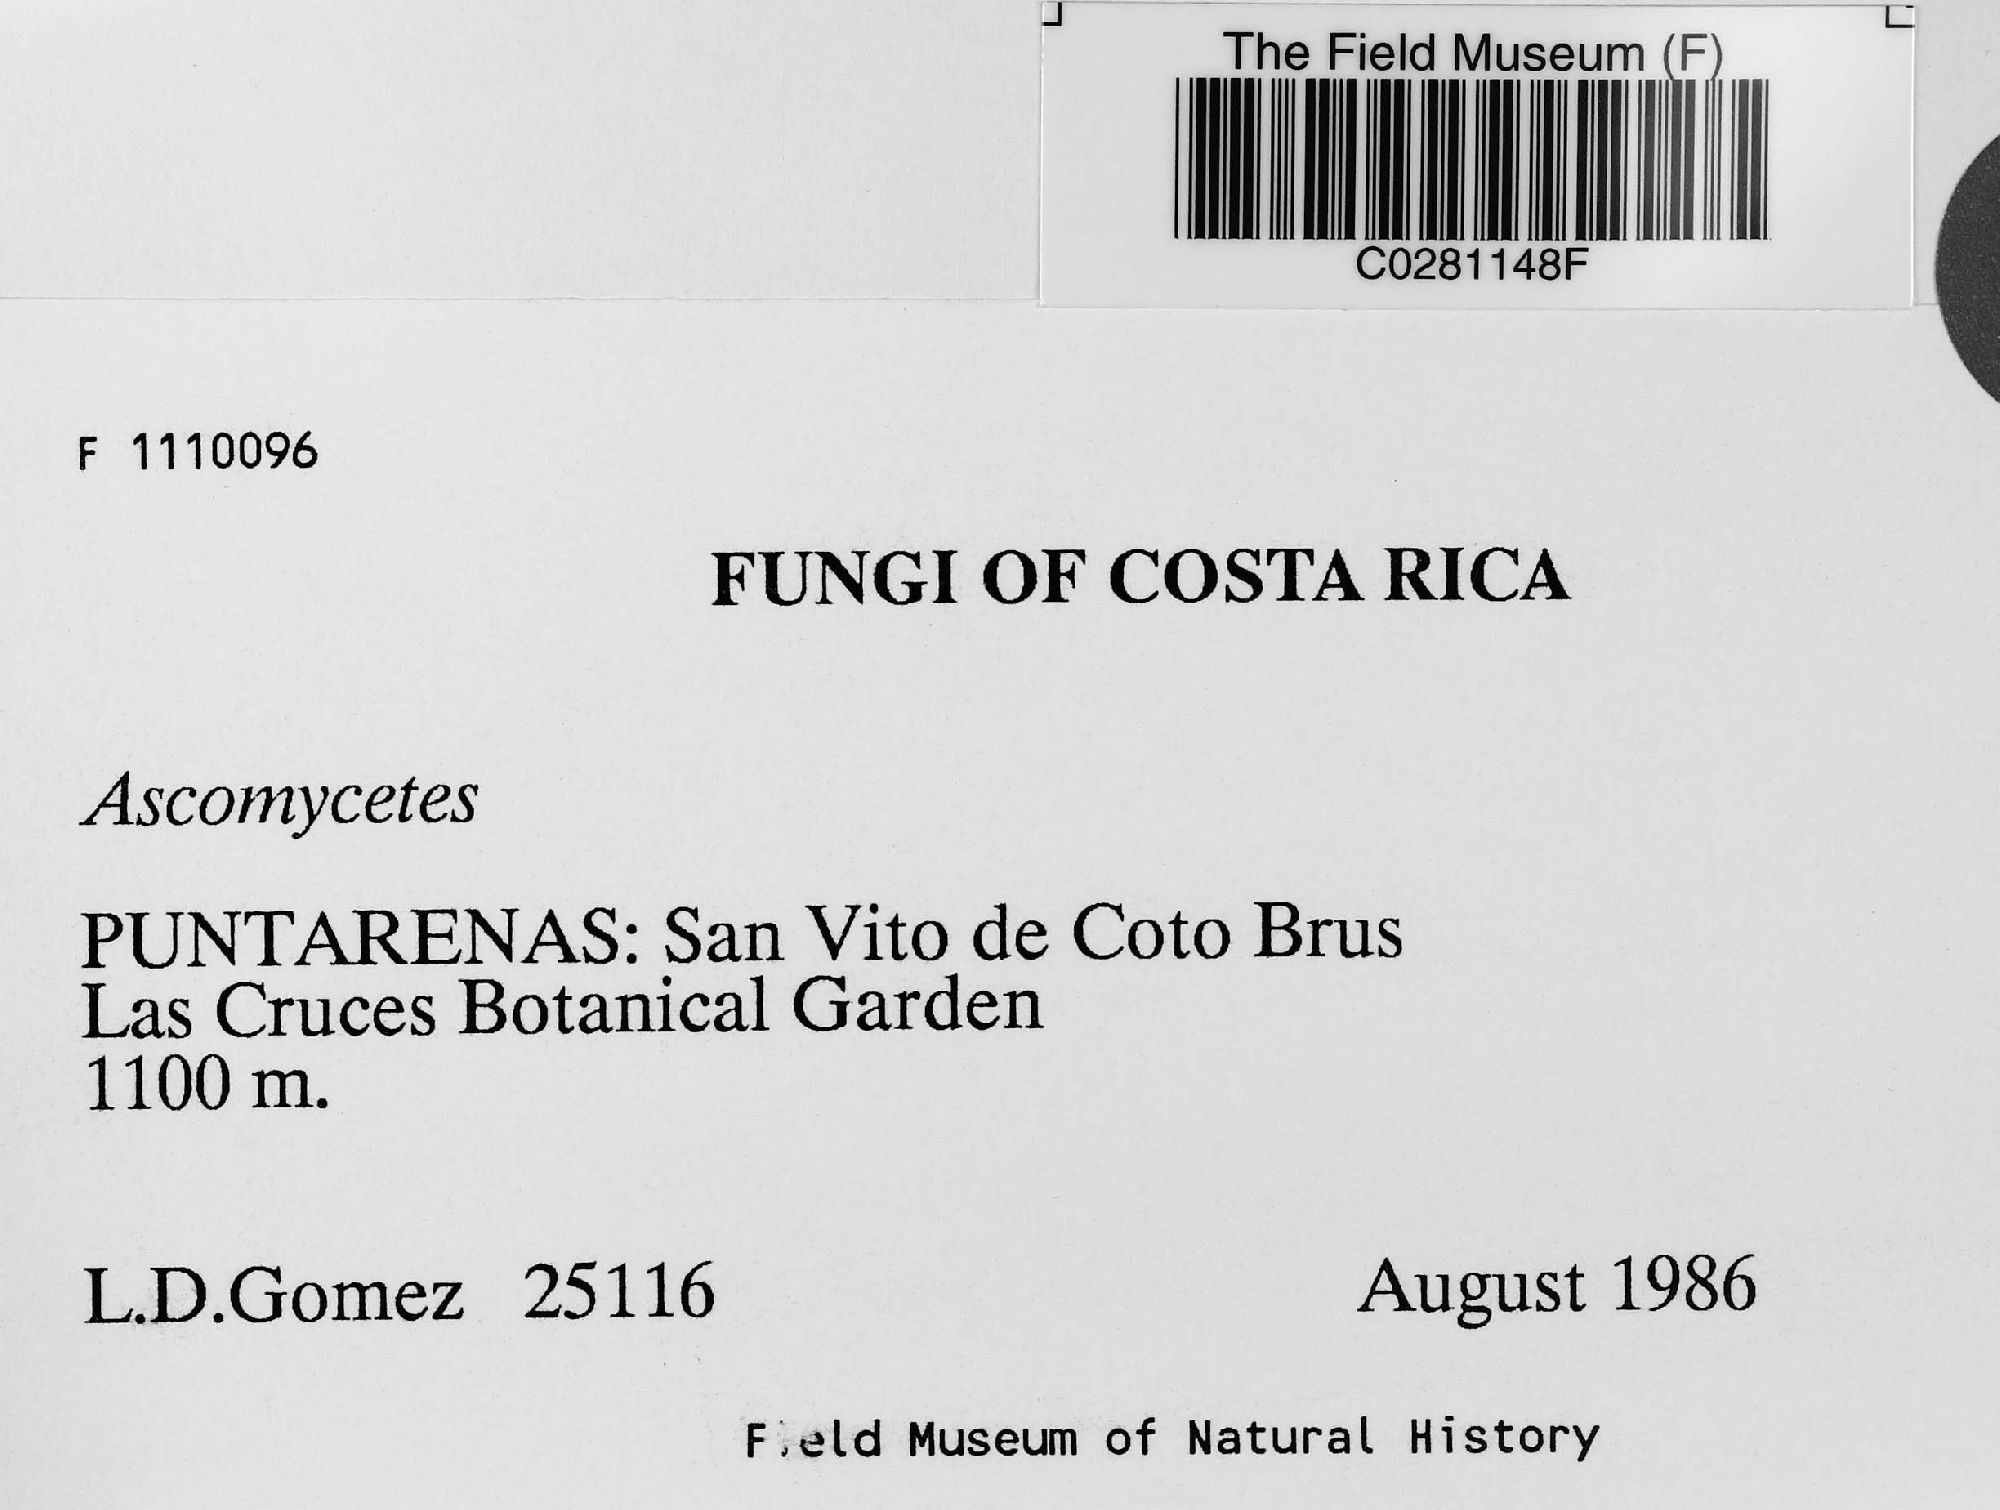 The Field Museum (F)
C0281148F
F 1110096
FUNGI OF COSTA RICA
Ascomycetes
PUNTARENAS: San Vito de Coto Brus
Las Cruces Botanical Garden
1100 m.
L.D.Gomez 25116 August 1986
Field Museum of Natural History